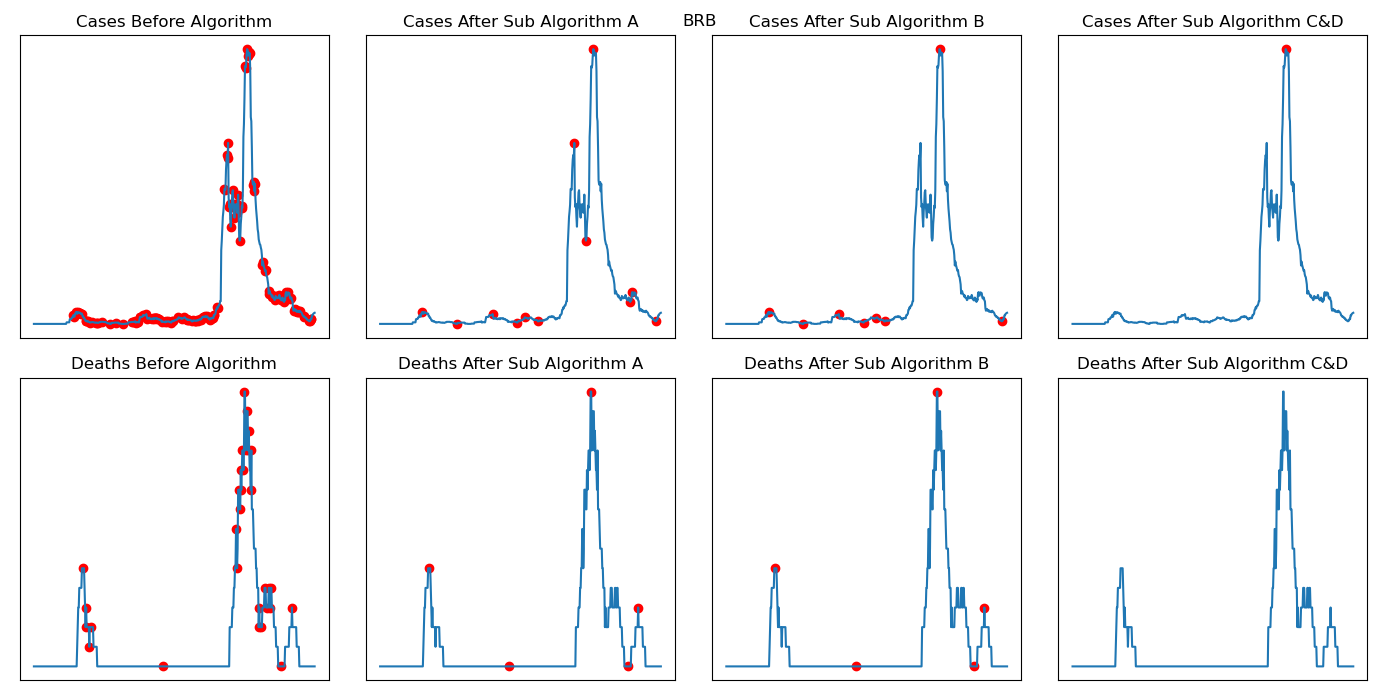 BRB
Cases Before Algorithm
Cases After Sub Algorithm A
Cases After Sub Algorithm B
Cases After Sub Algorithm C&D
Deaths Before Algorithm
Deaths After Sub Algorithm A
Deaths After Sub Algorithm B
Deaths After Sub Algorithm C&D